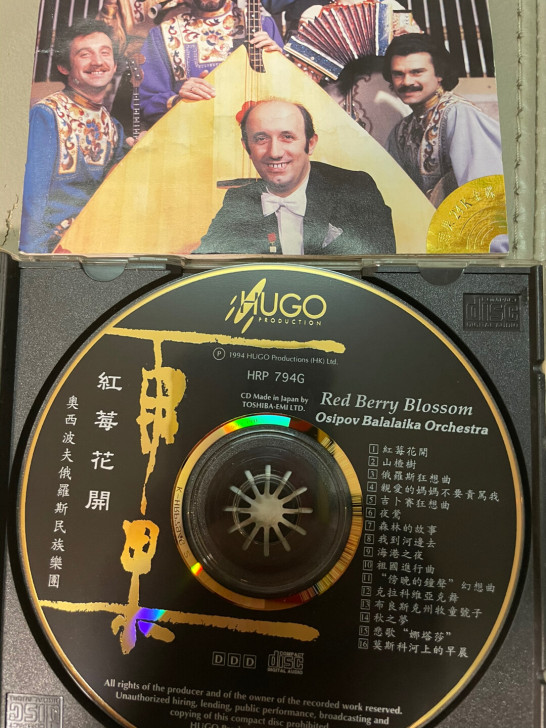 HUGO
PRODUCTION
Ⓟ 1994 HUGO Productions (HK) Ltd.
HRP 794G
CD Made in Japan by
TOSHIBA-EMI LTD.
Red Berry Blossom
Osipov Balalaika Orchestra
紅莓花開
奧西波夫俄羅斯民族樂團
1 紅莓花開
2 山楂樹
3 俄羅斯狂想曲
4 親愛的媽媽不要責罵我
5 吉卜賽狂想曲
6 夜鶯
7 森林的故事
8 我到河邊去
9 海港之夜
10 祖國進行曲
11 "傍晚的鐘聲"幻想曲
12 克拉科維亞克舞
13 布良斯克州牧童號子
14 秋之夢
15 悲歌"娜塔莎"
16 莫斯科河上的早晨
DDD
COMPACT
disc
DIGITAL AUDIO
All rights of the producer and of the owner of the recorded work reserved.
Unauthorized hiring, lending, public performance, broadcasting and
copying of this compact disc prohibited.